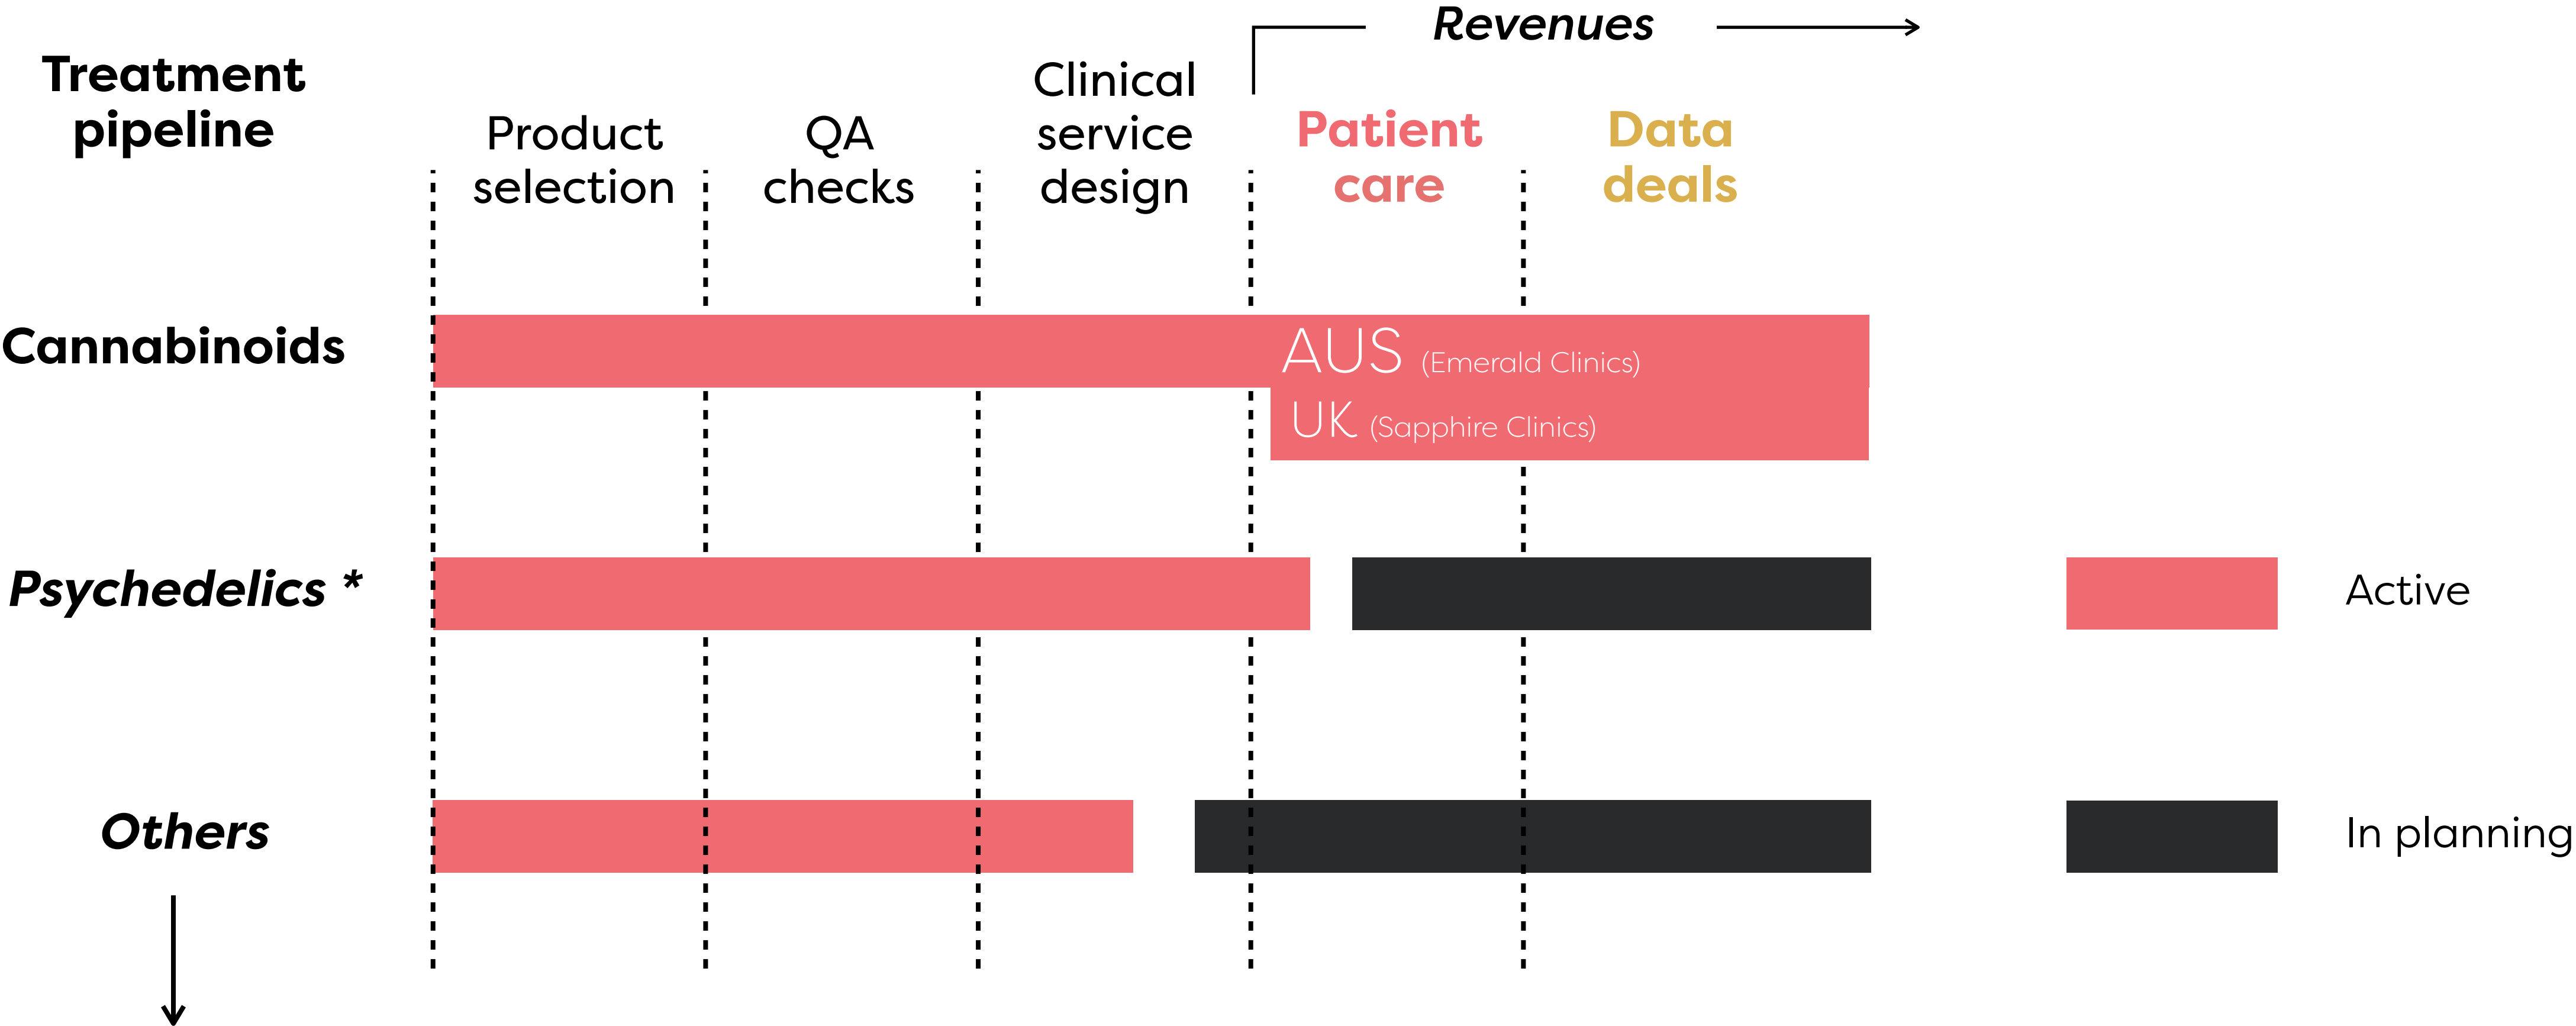 Revenues
Treatment
pipeline
Product
selection
QA
checks
Clinical
service
design
Patient
care
Data
deals
Cannabinoids
AUS (Emerald Clinics)
UK (Sapphire Clinics)
Psychedelics *
Active
Others
In planning